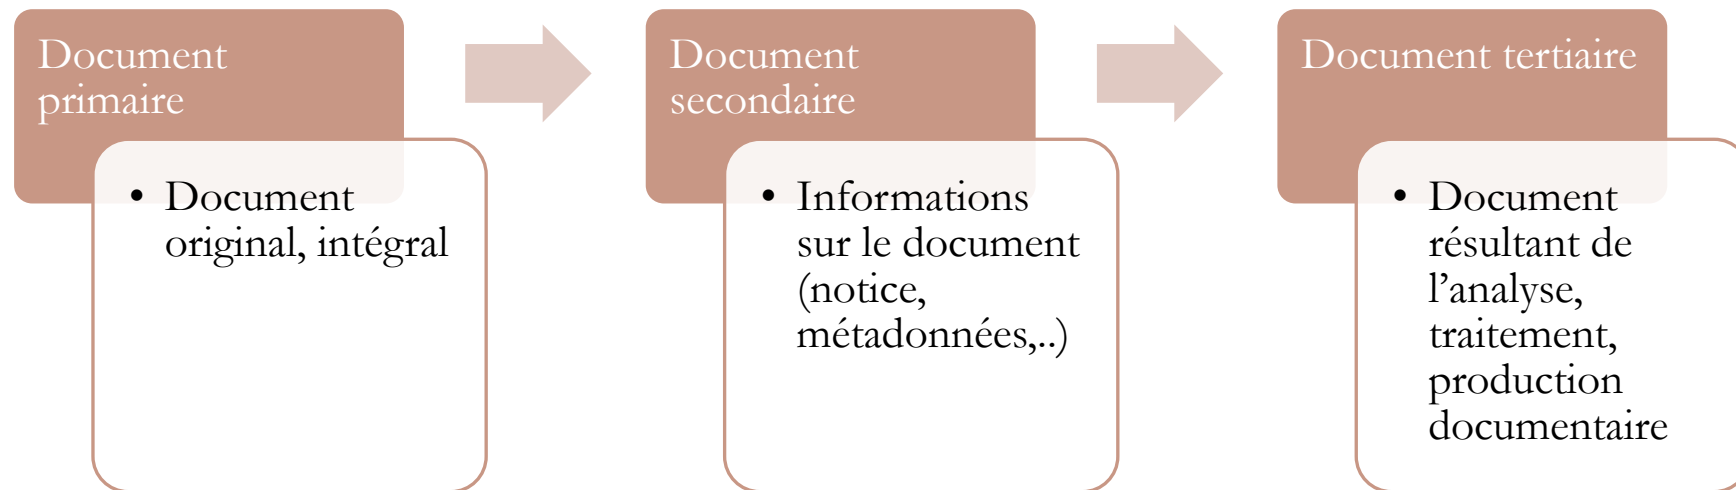 Document
primaire
• Document
original, intégral
Document
secondaire
• Informations
sur le document
(notice,
métadonnées,..)
Document tertiaire
• Document
résultant de
l’analyse,
traitement,
production
documentaire